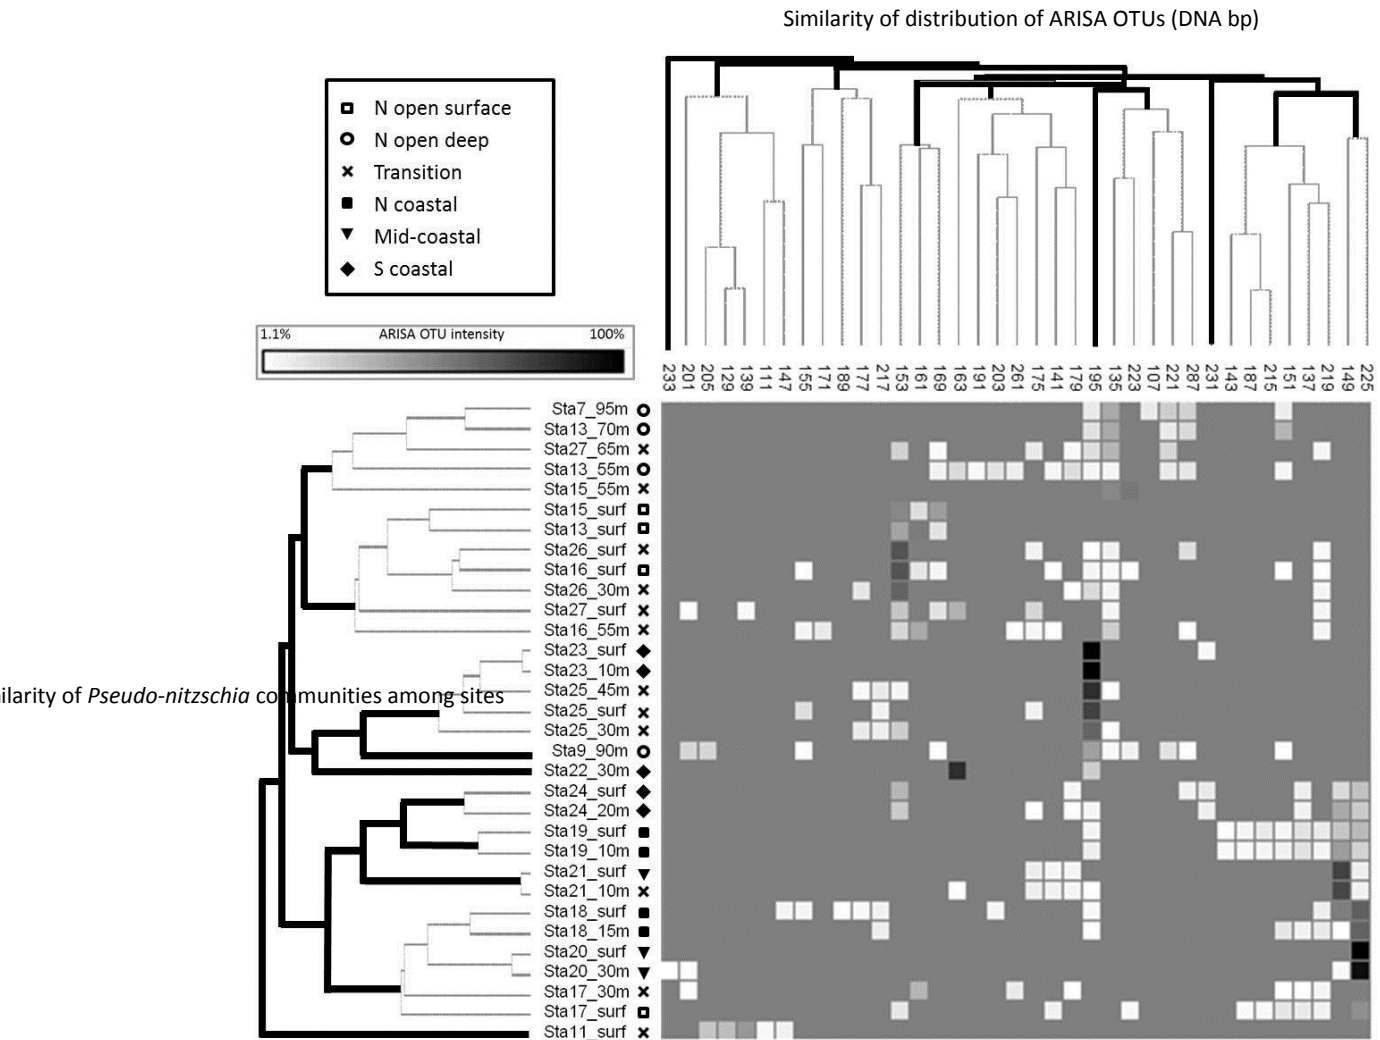 Similarity of distribution of ARISA OTUs (DNA bp)
N open surface
N open deep
Transition
N coastal
Mid-coastal
S coastal
1.1% ARISA OTU intensity 100%
233 201 205 129 139 111 147 155 171 189 177 217 153 161 169 163 191 203 261 175 141 179 195 135 223 107 221 287 231 143 187 215 151 137 219 149 225
Sta7_95m
Sta13_70m
Sta27_65m
Sta13_55m
Sta15_55m
Sta15_surf
Sta13_surf
Sta26_surf
Sta16_surf
Sta26_30m
Sta27_surf
Sta16_55m
Sta23_surf
Sta23_10m
Sta25_45m
ilarity of Pseudo-nitzschia communities among sites
Sta25_surf
Sta25_30m
Sta9_90m
Sta22_30m
Sta24_surf
Sta24_20m
Sta19_surf
Sta19_10m
Sta21_surf
Sta21_10m
Sta18_surf
Sta18_15m
Sta20_surf
Sta20_30m
Sta17_30m
Sta17_surf
Sta11_surf